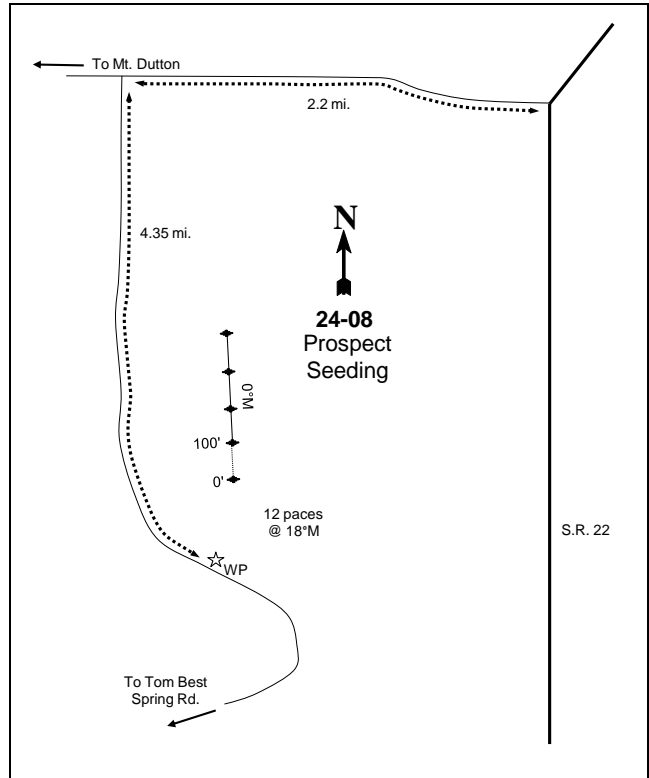 To Mt. Dutton
2.2 mi.
4.35 mi.
N
24-08
Prospect
Seeding
0°M
100'
0'
12 paces
@ 18°M
S.R. 22
WP
To Tom Best
Spring Rd.